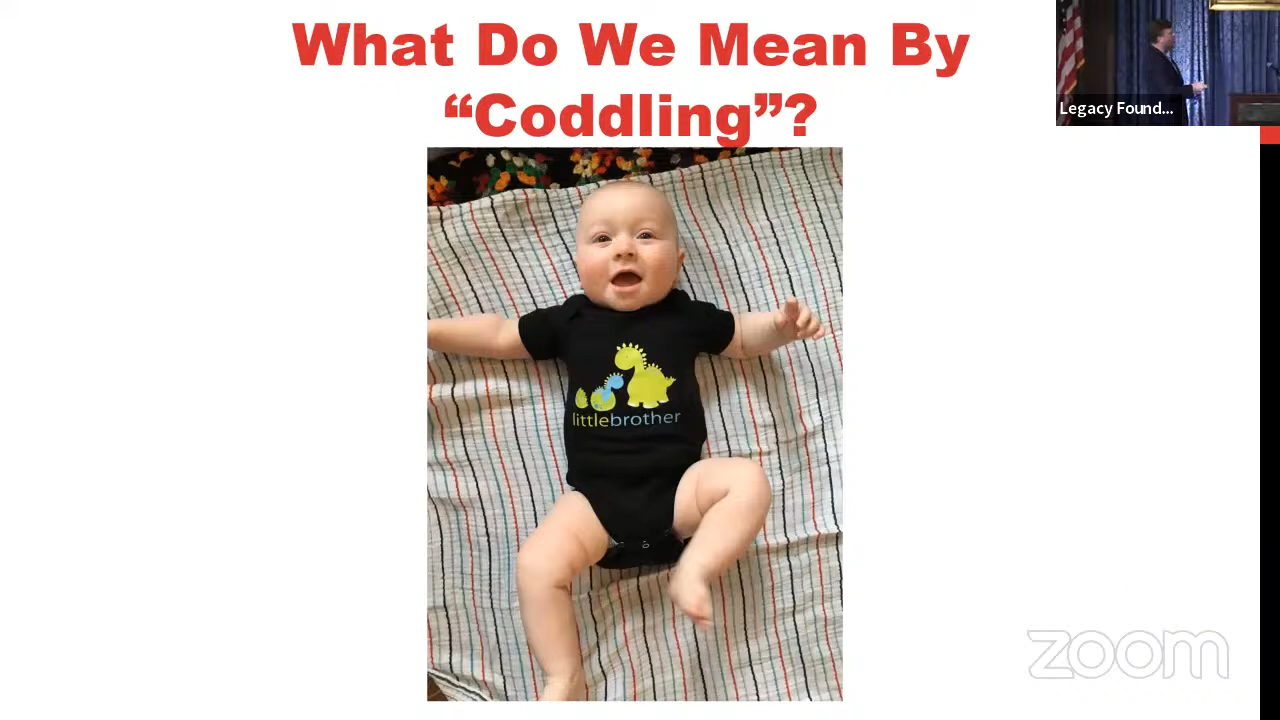 What Do We Mean By
“Coddling”?
Legacy Found...
littlebrother
zoom